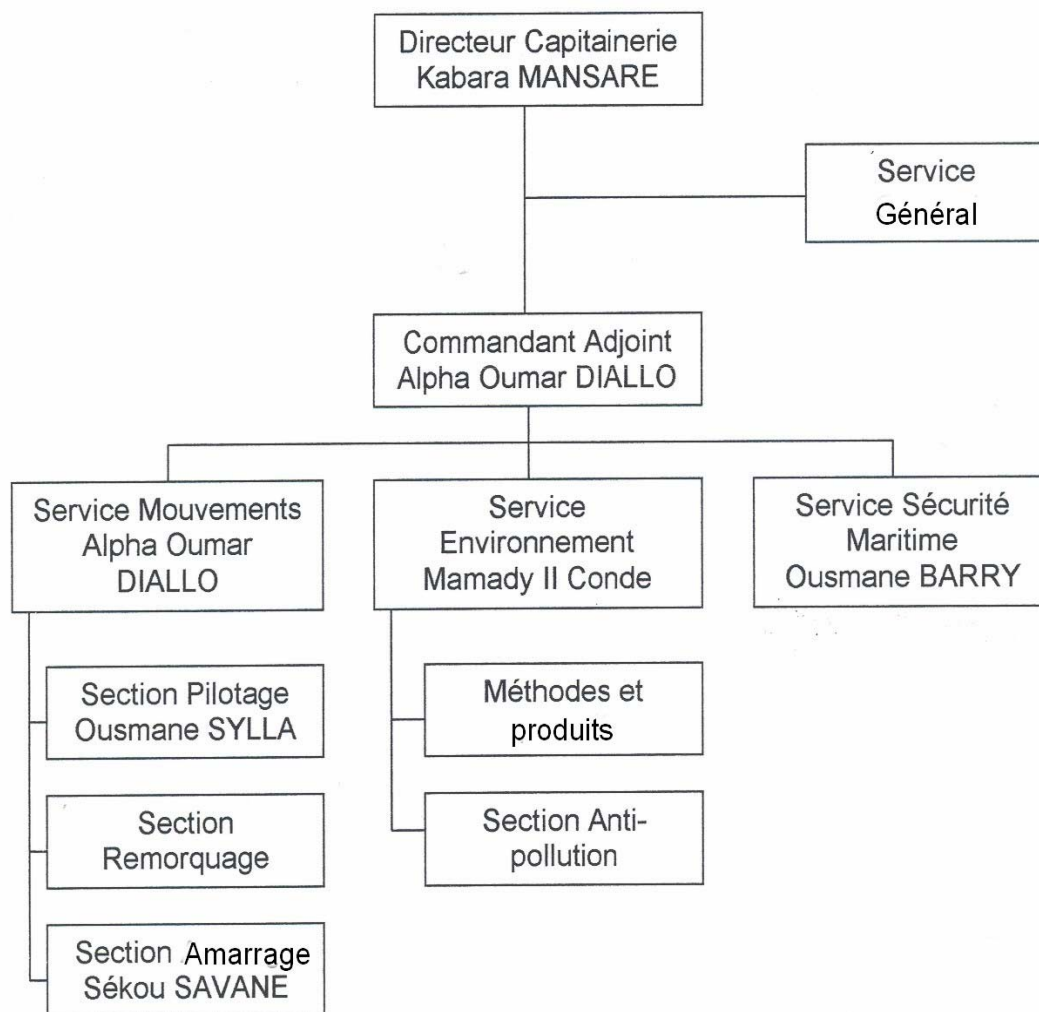 Directeur Capitainerie
Kabara MANSARE
Service
Général
Commandant Adjoint
Alpha Oumar DIALLO
Service Mouvements
Alpha Oumar
DIALLO
Service
Environnement
Mamady II Conde
Service Sécurité
Maritime
Ousmane BARRY
Section Pilotage
Ousmane SYLLA
Section
Remorquage
Section Amarrage
Sékou SAVANE
Méthodes et
produits
Section Anti-
pollution